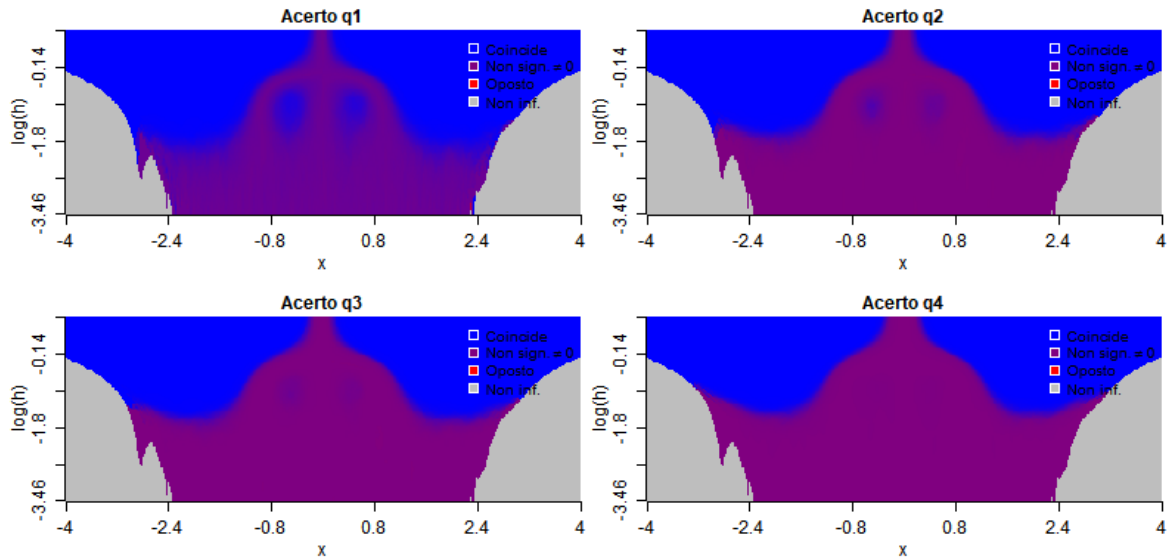 Acerto q1
log(h)
-0.14
-1.8
-3.46
Coincide
Non sign. ≠ 0
Oposto
Non inf.
-4
-2.4
-0.8
0.8
2.4
4
x
Acerto q2
log(h)
-0.14
-1.8
-3.46
Coincide
Non sign. ≠ 0
Oposto
Non inf.
-4
-2.4
-0.8
0.8
2.4
4
x
Acerto q3
log(h)
-0.14
-1.8
-3.46
Coincide
Non sign. ≠ 0
Oposto
Non inf.
-4
-2.4
-0.8
0.8
2.4
4
x
Acerto q4
log(h)
-0.14
-1.8
-3.46
Coincide
Non sign. ≠ 0
Oposto
Non inf.
-4
-2.4
-0.8
0.8
2.4
4
x